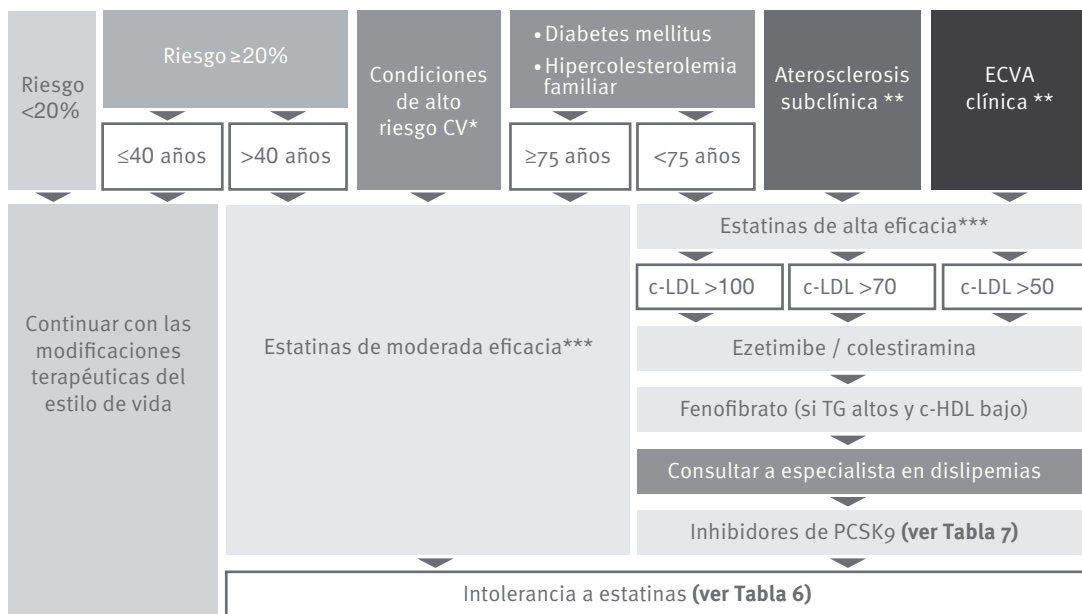 Riesgo
<20%
Riesgo ≥20%
≤40 años
>40 años
Condiciones
de alto
riesgo CV*
• Diabetes mellitus
• Hipercolesterolemia
familiar
≥75 años
<75 años
Aterosclerosis
subclínica **
ECVA
clínica **
Continuar con las
modificaciones
terapéuticas del
estilo de vida
Estatinas de moderada eficacia***
Estatinas de alta eficacia***
c-LDL >100
c-LDL >70
c-LDL >50
Ezetimibe / colestiramina
Fenofibrato (si TG altos y c-HDL bajo)
Consultar a especialista en dislipemias
Inhibidores de PCSK9 (ver Tabla 7)
Intolerancia a estatinas (ver Tabla 6)